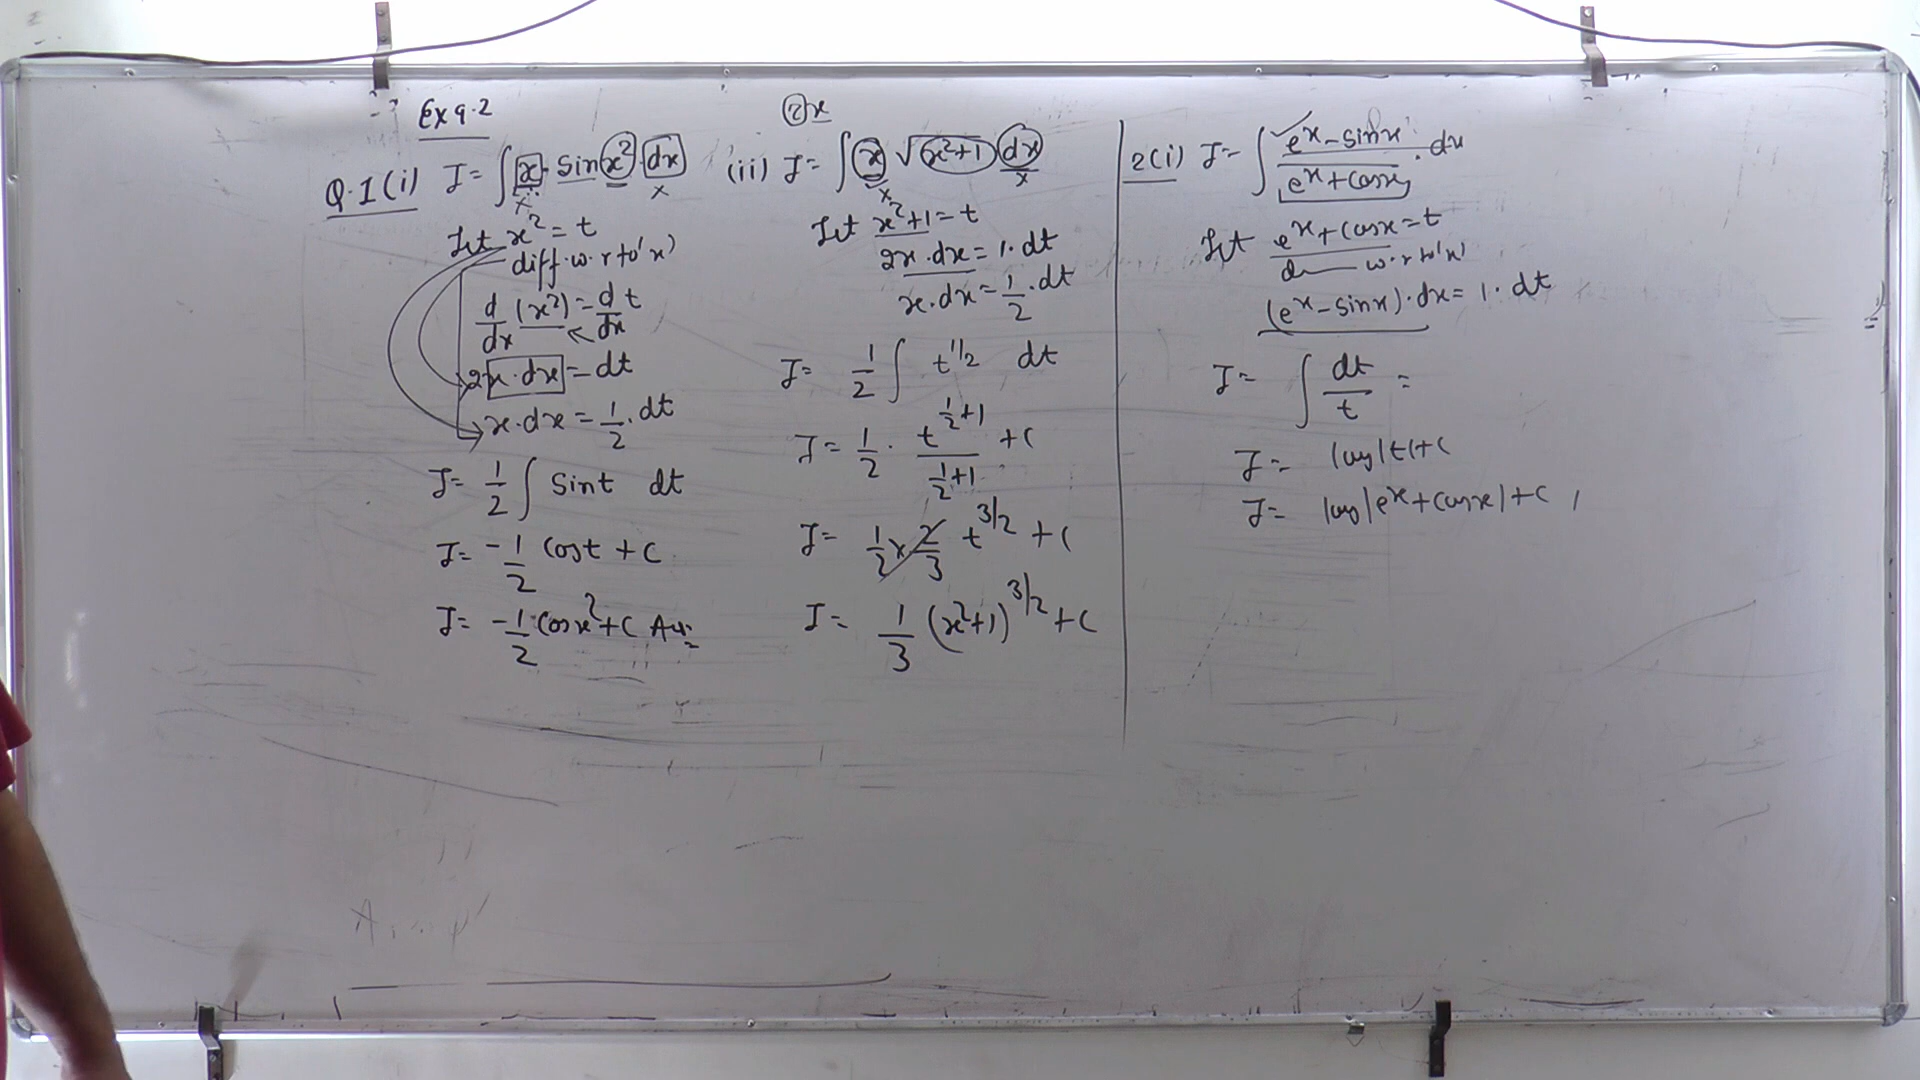 Ex 9.2
Q.1(i) I = ∫ x · sin x² · dx
x x
Let x² = t
diff. w. r to 'x'
d/dx (x²) = d/dx t
2x·dx = dt
x·dx = 1/2 · dt
I = 1/2 ∫ sin t dt
I = -1/2 cos t + C
I = -1/2 cos x² + C Ans
2x
(ii) I = ∫ x √(x²+1) dx
x x
Let x²+1 = t
2x·dx = 1·dt
x·dx = 1/2 · dt
I = 1/2 ∫ t^1/2 dt
I = 1/2 · t^(1/2+1) / (1/2+1) + C
I = 1/2 × 2/3 t^3/2 + C
I = 1/3 (x²+1)^3/2 + C
2(i) I = ∫ (e^x - sin x)/(e^x + cos x) · dx
Let e^x + cos x = t
d w.r to 'x'
(e^x - sin x)·dx = 1·dt
I = ∫ dt/t =
I = log|t| + C
I = log|e^x + cos x| + C